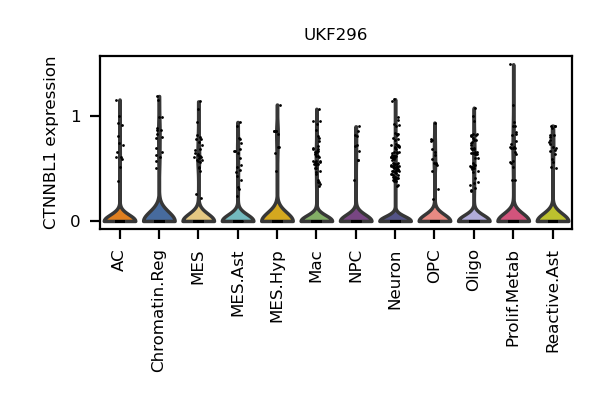 UKF296
CTNNBL1 expression
1
0
AC
Chromatin.Reg
MES
MES.Ast
MES.Hyp
Mac
NPC
Neuron
OPC
Oligo
Prolif.Metab
Reactive.Ast